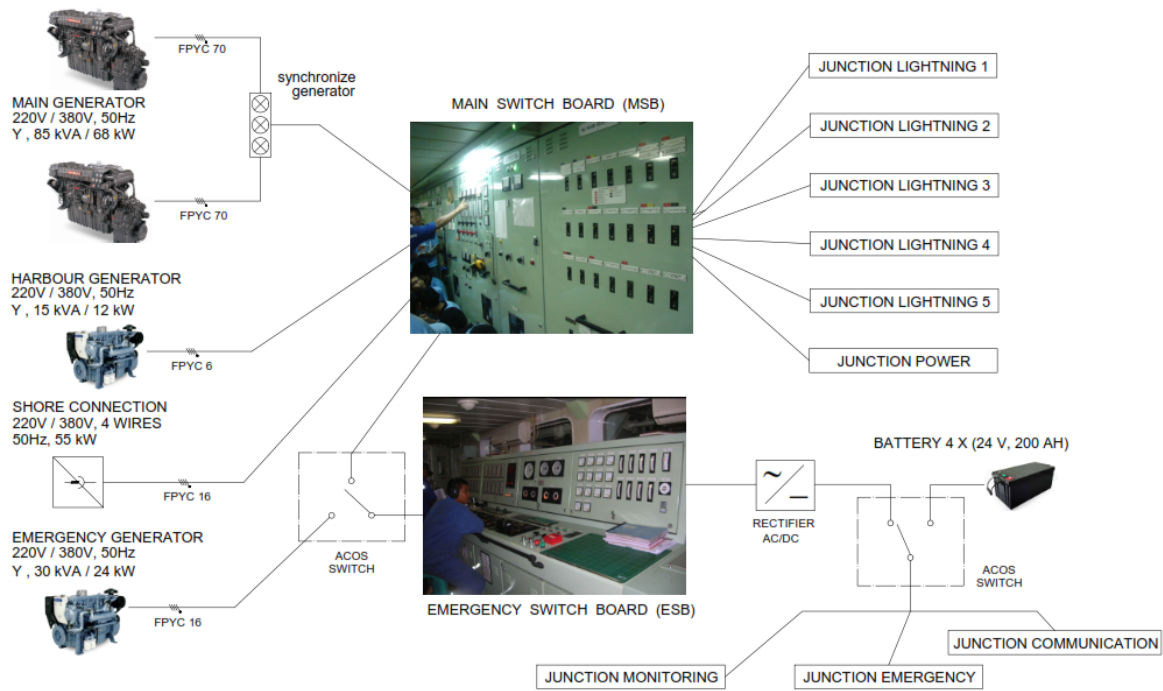 FPYC 70
synchronize
generator
MAIN GENERATOR
220V / 380V, 50Hz
Y , 85 kVA / 68 kW
FPYC 70
HARBOUR GENERATOR
220V / 380V, 50Hz
Y , 15 kVA / 12 kW
FPYC 6
SHORE CONNECTION
220V / 380V, 4 WIRES
50Hz, 55 kW
FPYC 16
EMERGENCY GENERATOR
220V / 380V, 50Hz
Y , 30 kVA / 24 kW
FPYC 16
MAIN SWITCH BOARD (MSB)
ACOS
SWITCH
EMERGENCY SWITCH BOARD (ESB)
JUNCTION LIGHTNING 1
JUNCTION LIGHTNING 2
JUNCTION LIGHTNING 3
JUNCTION LIGHTNING 4
JUNCTION LIGHTNING 5
JUNCTION POWER
BATTERY 4 X (24 V, 200 AH)
RECTIFIER
AC/DC
ACOS
SWITCH
JUNCTION COMMUNICATION
JUNCTION MONITORING
JUNCTION EMERGENCY